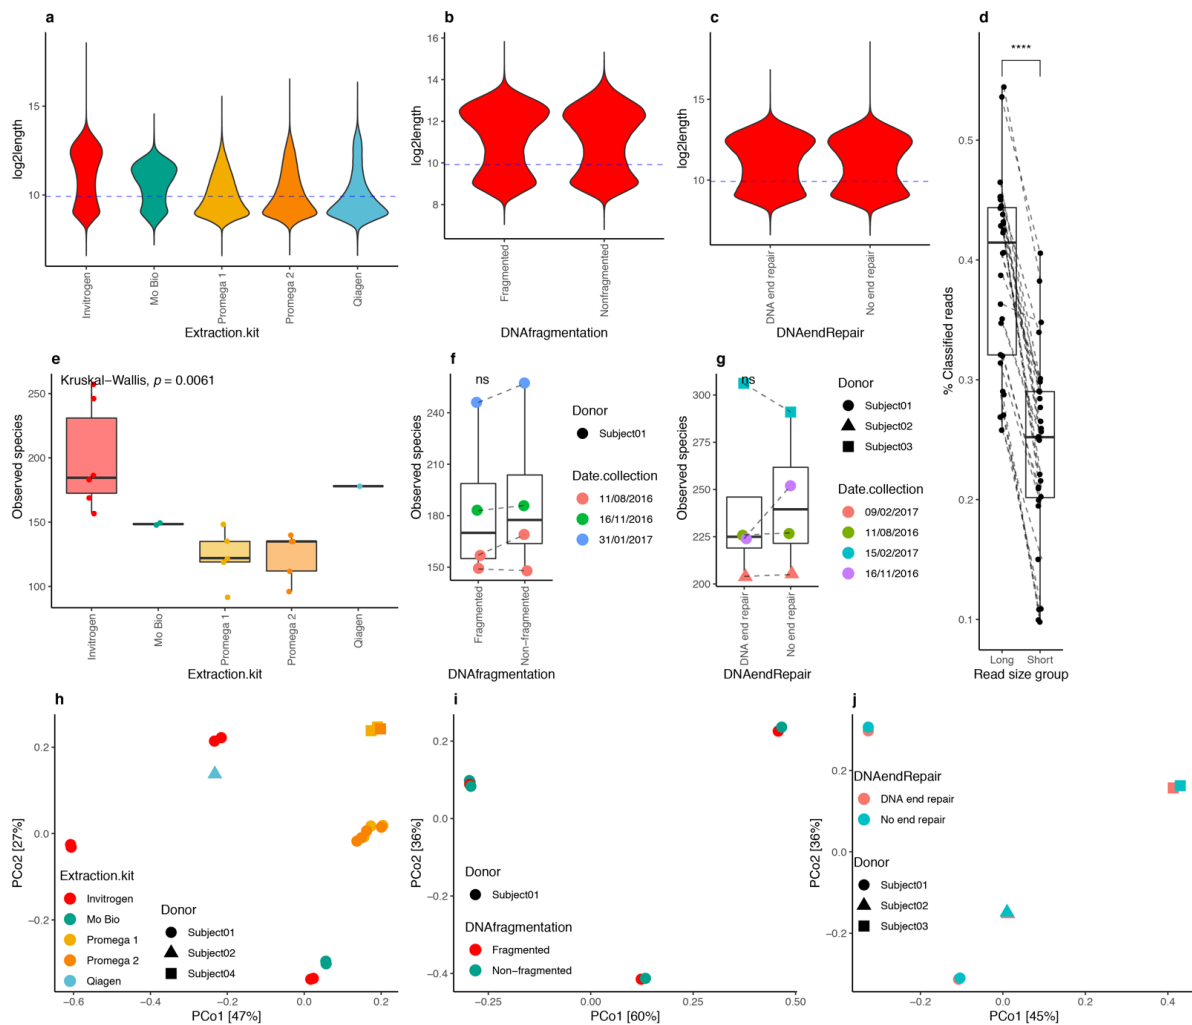 a
15
10
log2length
Invitrogen
Mo Bio
Promega 1
Promega 2
Qiagen
Extraction.kit
b
16
14
12
10
8
log2length
Fragmented
Nonfragmented
DNAfragmentation
c
15
10
log2length
DNA end repair
No end repair
DNAendRepair
d
****
0.5
0.4
0.3
0.2
0.1
% Classified reads
Long
Short
Read size group
e
Kruskal−Wallis, p = 0.0061
250
200
150
100
Observed species
Invitrogen
Mo Bio
Promega 1
Promega 2
Qiagen
Extraction.kit
f
ns
240
210
180
150
Observed species
Fragmented
Non−fragmented
DNAfragmentation
Donor
Subject01
Date.collection
11/08/2016
16/11/2016
31/01/2017
g
ns
300
275
250
225
200
Observed species
DNA end repair
No end repair
DNAendRepair
Donor
Subject01
Subject02
Subject03
Date.collection
09/02/2017
11/08/2016
15/02/2017
16/11/2016
h
0.2
0.0
−0.2
PCo2 [27%]
Extraction.kit
Invitrogen
Mo Bio
Promega 1
Promega 2
Qiagen
Donor
Subject01
Subject02
Subject04
−0.6
−0.4
−0.2
0.0
0.2
PCo1 [47%]
i
0.2
0.0
−0.2
−0.4
PCo2 [36%]
Donor
Subject01
DNAfragmentation
Fragmented
Non−fragmented
−0.25
0.00
0.25
0.50
PCo1 [60%]
j
0.2
0.0
−0.2
PCo2 [36%]
DNAendRepair
DNA end repair
No end repair
Donor
Subject01
Subject02
Subject03
−0.2
0.0
0.2
0.4
PCo1 [45%]